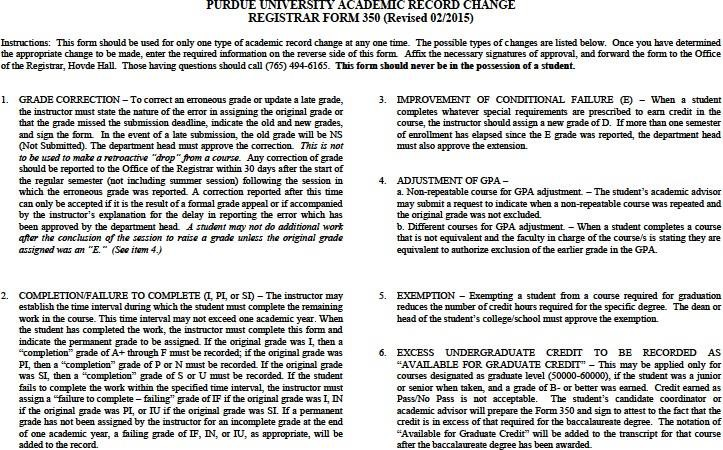 PURDUE UNIVERSITY ACADEMIC RECORD CHANGE
REGISTRAR FORM 350 (Revised 02/2015)
Instructions: This form should be used for only one type of academic record change at any one time. The possible types of changes are listed below. Once you have determined
the appropriate change to be made, enter the required information on the reverse side of this form. Affix the necessary signatures of approval, and forward the form to the Office
of the Registrar, Hovde Hall. Those having questions should call (765) 494-6165. This form should never be in the possession of a student.
1. GRADE CORRECTION – To correct an erroneous grade or update a late grade,
the instructor must state the nature of the error in assigning the original grade or
that the grade missed the submission deadline, indicate the old and new grades,
and sign the form. In the event of a late submission, the old grade will be NS
(Not Submitted). The department head must approve the correction. This is not
to be used to make a retroactive "drop" from a course. Any correction of grade
should be reported to the Office of the Registrar within 30 days after the start of
the regular semester (not including summer session) following the session in
which the erroneous grade was reported. A correction reported after this time
can only be accepted if it is the result of a formal grade appeal or if accompanied
by the instructor's explanation for the delay in reporting the error which has
been approved by the department head. A student may not do additional work
after the conclusion of the session to raise a grade unless the original grade
assigned was an "E." (See item 4.)
2. COMPLETION/FAILURE TO COMPLETE (I, PI, or SI) – The instructor may
establish the time interval during which the student must complete the remaining
work in the course. This time interval may not exceed one academic year. When
the student has completed the work, the instructor must complete this form and
indicate the permanent grade to be assigned. If the original grade was I, then a
"completion" grade of A+ through F must be recorded; if the original grade was
PI, then a "completion" grade of P or N must be recorded. If the original grade
was SI, then a "completion" grade of S or U must be recorded. If the student
fails to complete the work within the specified time interval, the instructor must
assign a "failure to complete – failing" grade of IF if the original grade was I, IN
if the original grade was PI, or IU if the original grade was SI. If a permanent
grade has not been assigned by the instructor for an incomplete grade at the end
of one academic year, a failing grade of IF, IN, or IU, as appropriate, will be
added to the record.
3. IMPROVEMENT OF CONDITIONAL FAILURE (E) – When a student
completes whatever special requirements are prescribed to earn credit in the
course, the instructor should assign a new grade of D. If more than one semester
of enrollment has elapsed since the E grade was reported, the department head
must also approve the extension.
4. ADJUSTMENT OF GPA –
a. Non-repeatable course for GPA adjustment. – The student's academic advisor
may submit a request to indicate when a non-repeatable course was repeated and
the original grade was not excluded.
b. Different courses for GPA adjustment. – When a student completes a course
that is not equivalent and the faculty in charge of the course/s is stating they are
equivalent to authorize exclusion of the earlier grade in the GPA.
5. EXEMPTION – Exempting a student from a course required for graduation
reduces the number of credit hours required for the specific degree. The dean or
head of the student's college/school must approve the exemption.
6. EXCESS UNDERGRADUATE CREDIT TO BE RECORDED AS
"AVAILABLE FOR GRADUATE CREDIT" – This may be applied only for
courses designated as graduate level (50000-60000), if the student was a junior
or senior when taken, and a grade of B- or better was earned. Credit earned as
Pass/No Pass is not acceptable. The student's candidate coordinator or
academic advisor will prepare the Form 350 and sign to attest to the fact that the
credit is in excess of that required for the baccalaureate degree. The notation of
"Available for Graduate Credit" will be added to the transcript for that course
after the baccalaureate degree has been awarded.